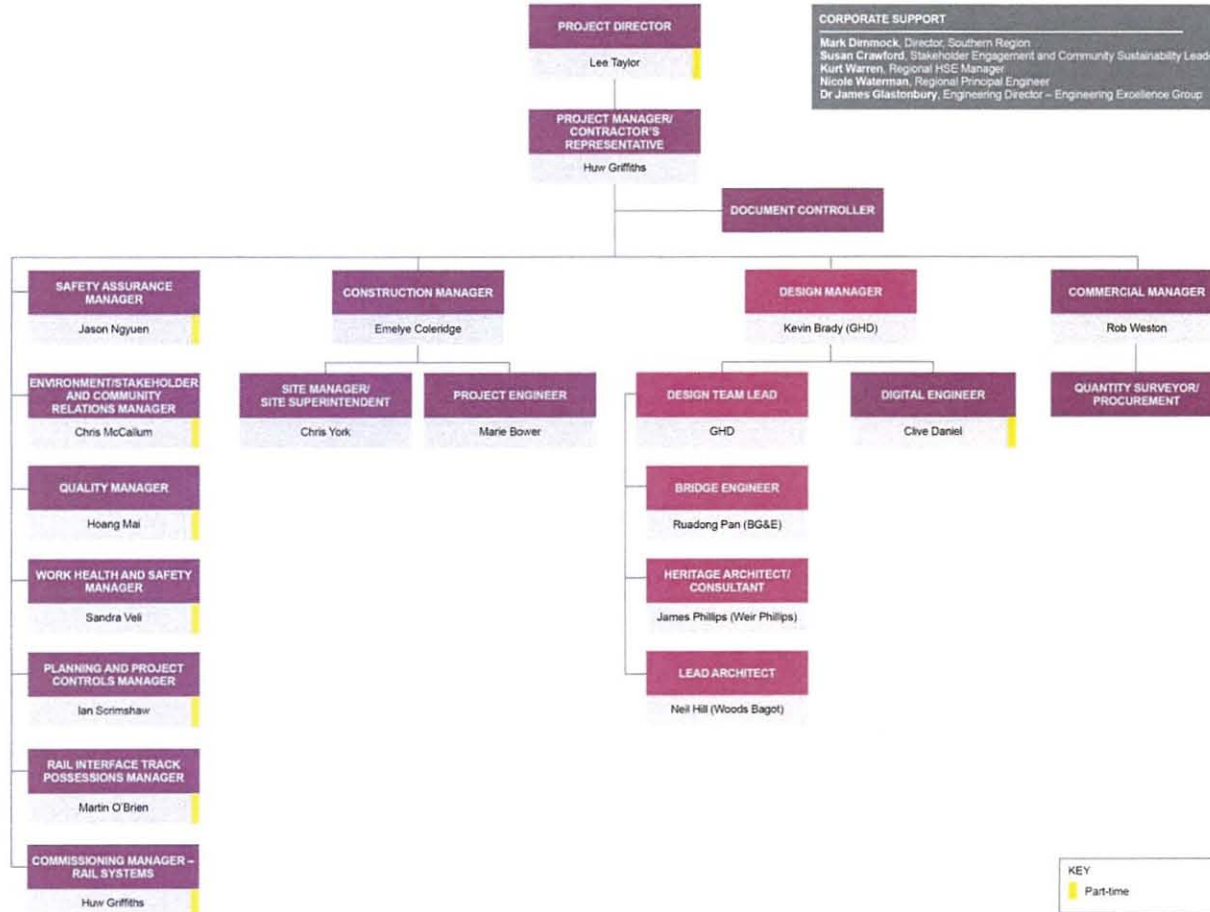 PROJECT DIRECTOR
Lee Taylor
CORPORATE SUPPORT
Mark Dimmock, Director, Southern Region
Susan Crawford, Stakeholder Engagement and Community Sustainability Leade
Kurt Warren, Regional HSE Manager
Nicole Waterman, Regional Principal Engineer
Dr James Glastonbury, Engineering Director – Engineering Excellence Group
PROJECT MANAGER/
CONTRACTOR'S
REPRESENTATIVE
Huw Griffiths
DOCUMENT CONTROLLER
SAFETY ASSURANCE
MANAGER
Jason Ngyuen
CONSTRUCTION MANAGER
Emelye Coleridge
DESIGN MANAGER
Kevin Brady (GHD)
COMMERCIAL MANAGER
Rob Weston
ENVIRONMENT/STAKEHOLDER
AND COMMUNITY
RELATIONS MANAGER
Chris McCallum
SITE MANAGER/
SITE SUPERINTENDENT
Chris York
PROJECT ENGINEER
Marie Bower
DESIGN TEAM LEAD
GHD
DIGITAL ENGINEER
Clive Daniel
QUANTITY SURVEYOR/
PROCUREMENT
QUALITY MANAGER
Hoang Mai
BRIDGE ENGINEER
Ruadong Pan (BG&E)
WORK HEALTH AND SAFETY
MANAGER
Sandra Veli
HERITAGE ARCHITECT/
CONSULTANT
James Phillips (Weir Phillips)
PLANNING AND PROJECT
CONTROLS MANAGER
Ian Scrimshaw
LEAD ARCHITECT
Neil Hill (Woods Bagot)
RAIL INTERFACE TRACK
POSSESSIONS MANAGER
Martin O'Brien
COMMISSIONING MANAGER –
RAIL SYSTEMS
Huw Griffiths
KEY
Part-time